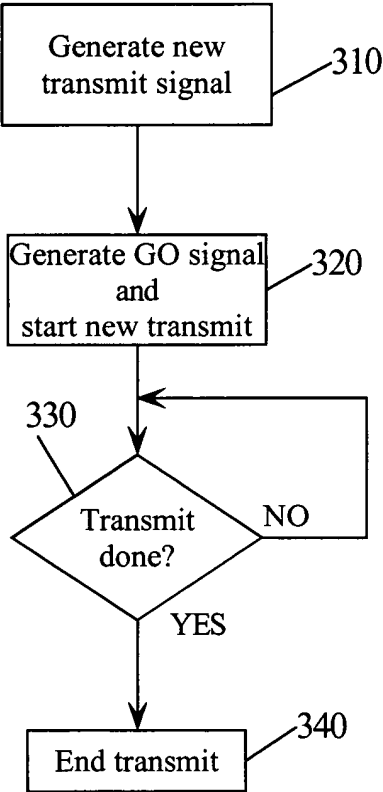 Generate new
transmit signal
310
Generate GO signal
and
start new transmit
320
330
Transmit
done?
NO
YES
340
End transmit